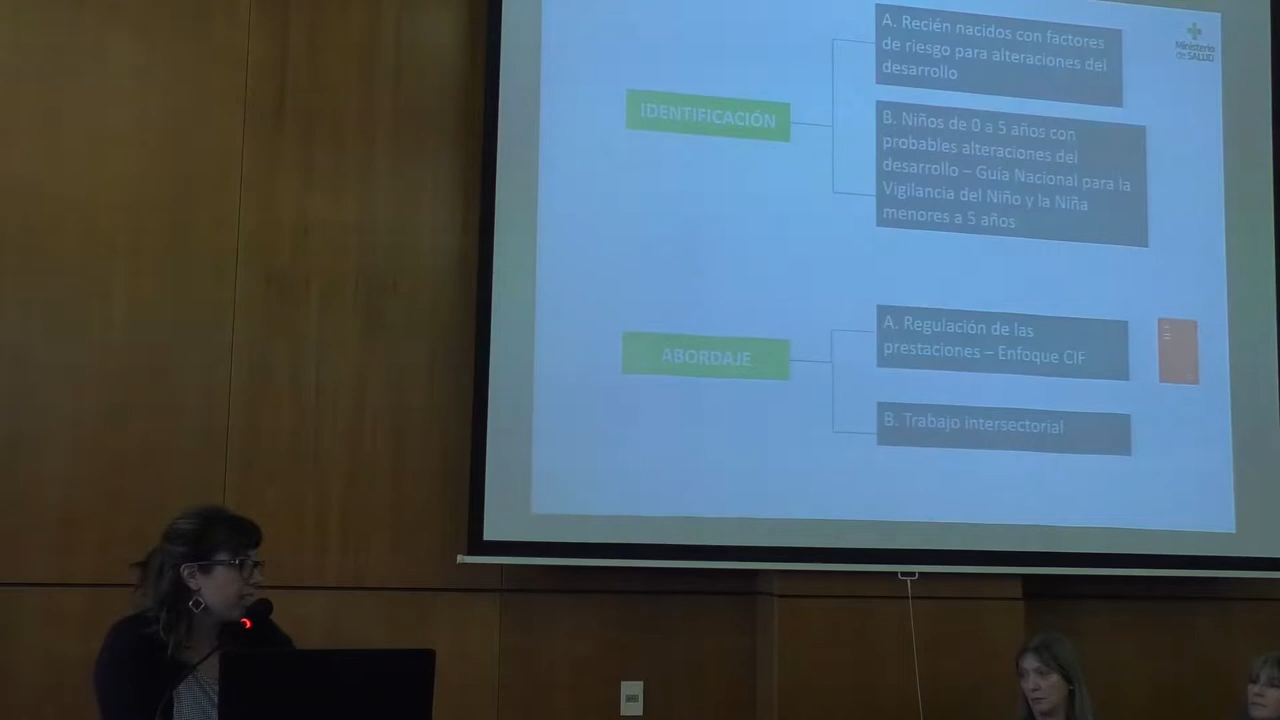 A. Recién nacidos con factores
de riesgo para alteraciones del
desarrollo
Ministerio
de SALUD
IDENTIFICACIÓN
B. Niños de 0 a 5 años con
probables alteraciones del
desarrollo – Guía Nacional para la
Vigilancia del Niño y la Niña
menores a 5 años
A. Regulación de las
prestaciones – Enfoque CIF
ABORDAJE
B. Trabajo intersectorial